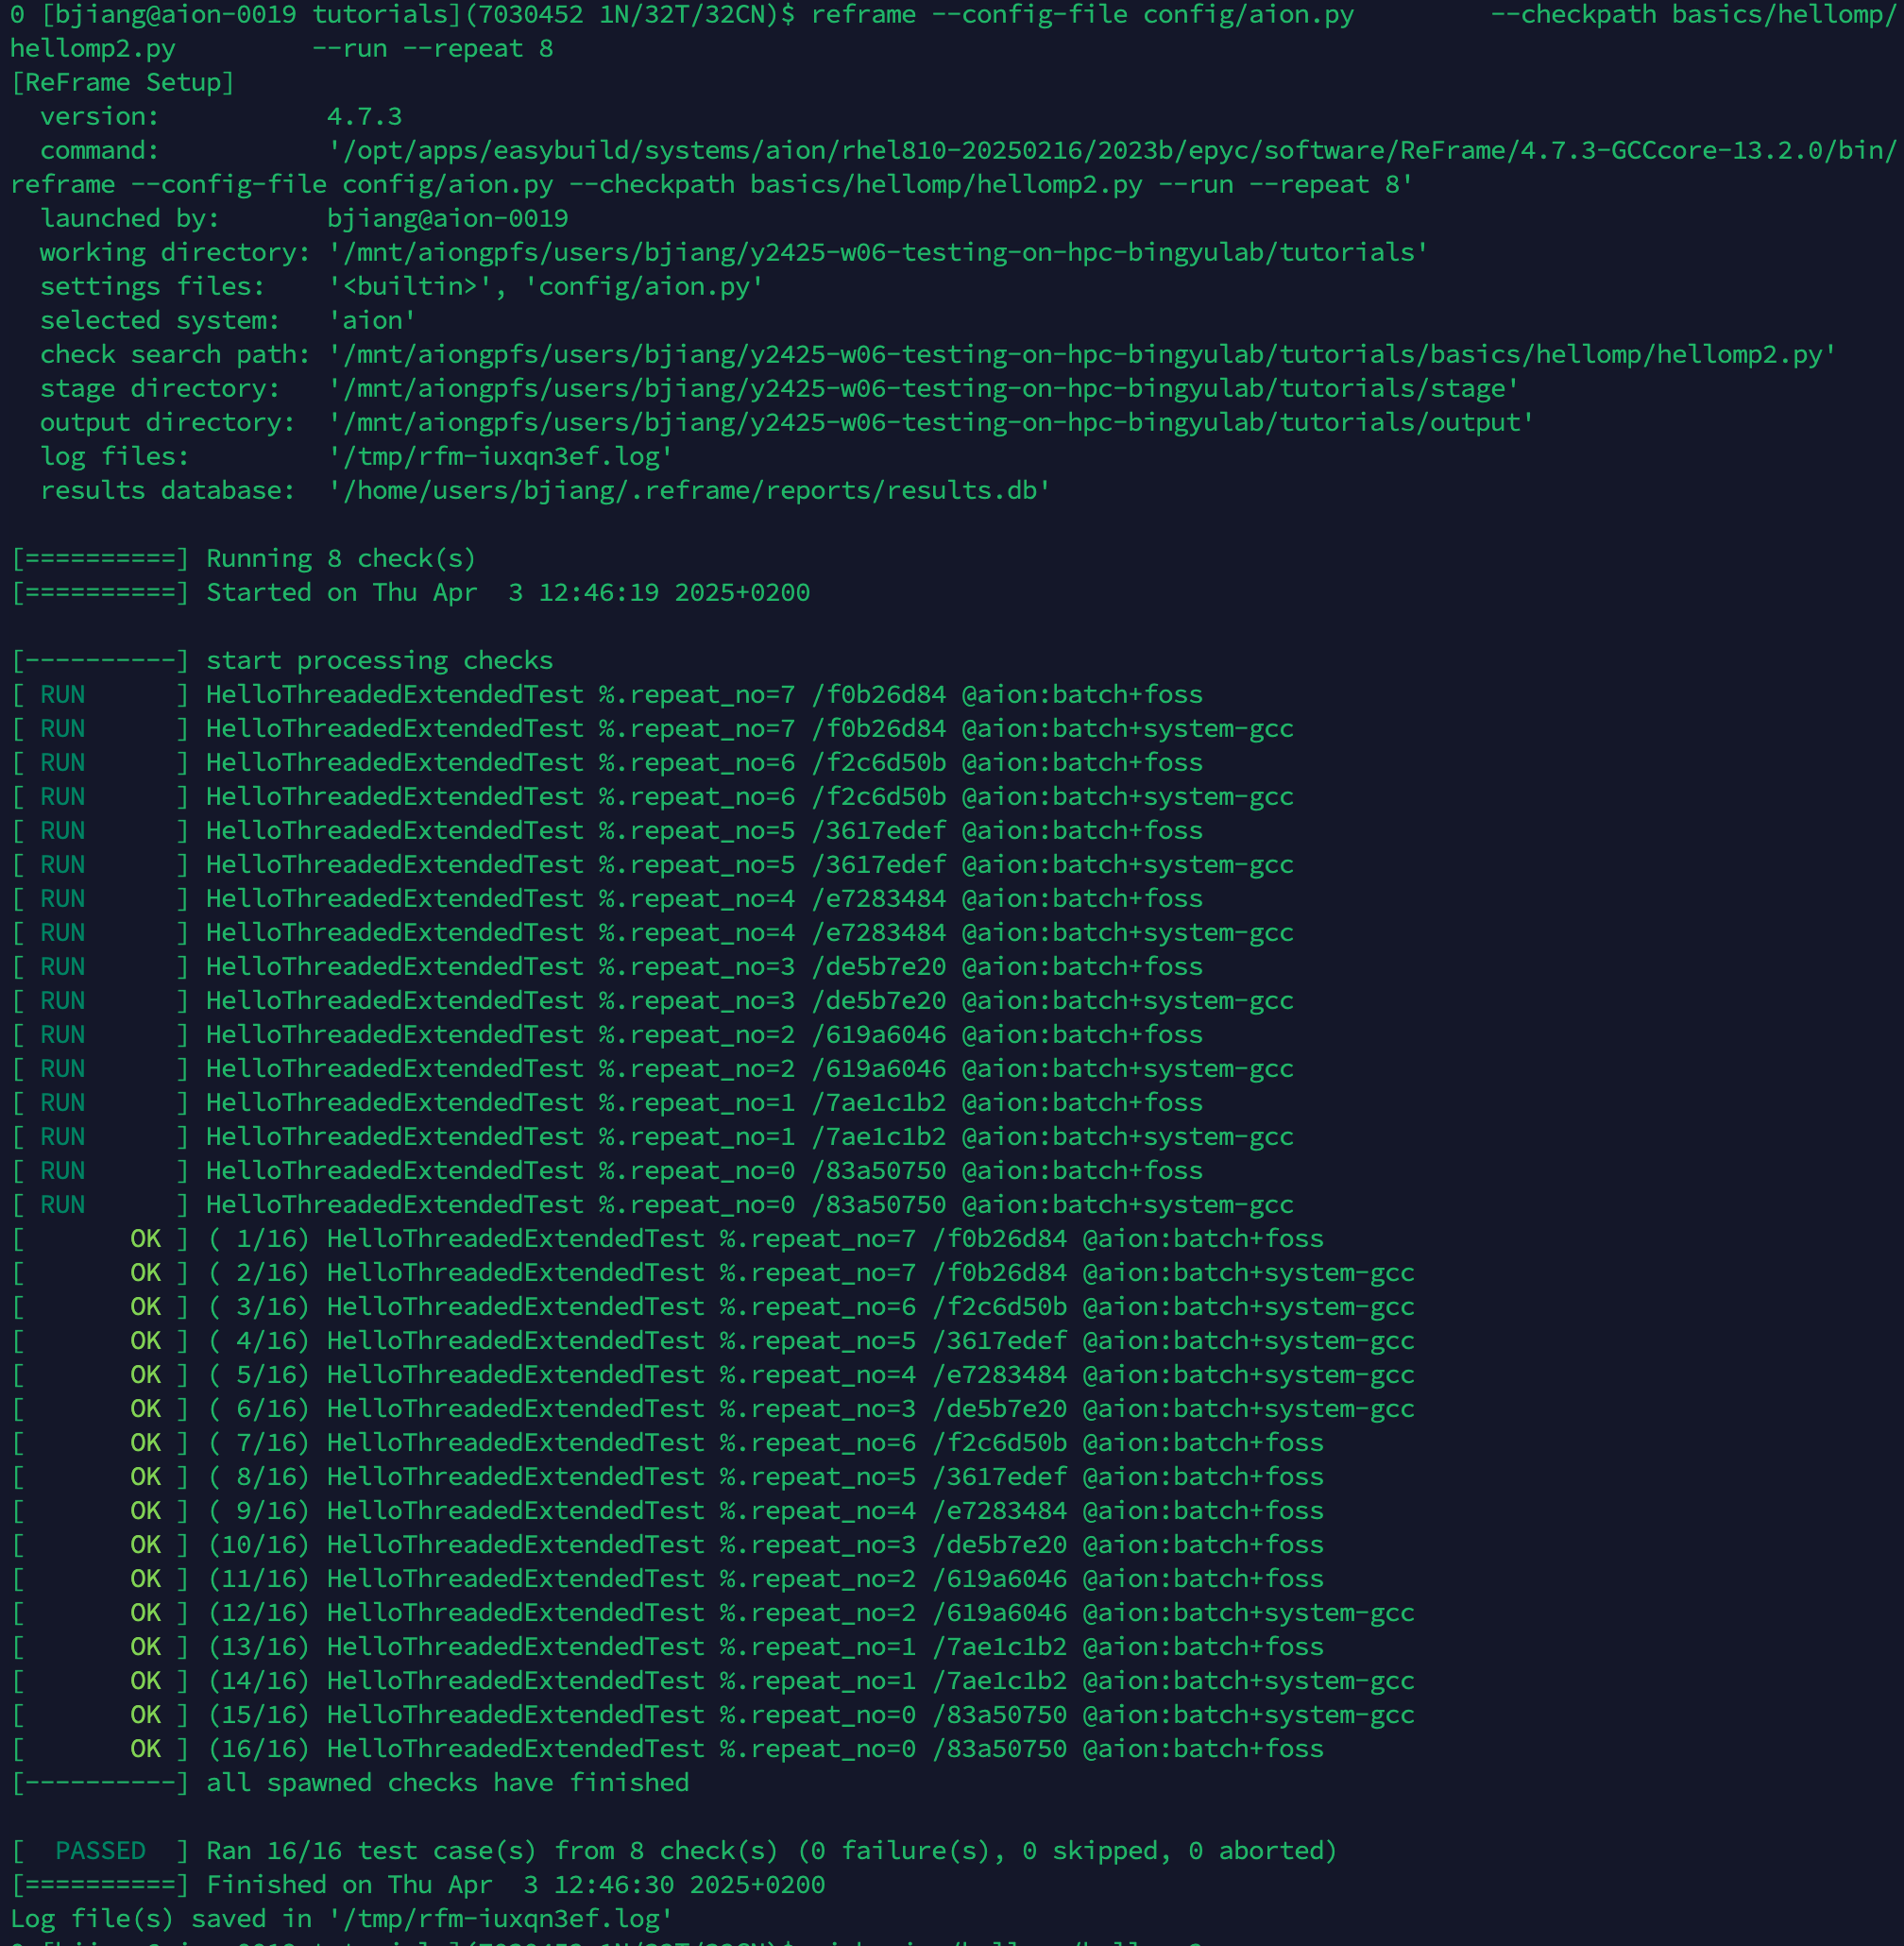 0 [bjiang@aion-0019 tutorials](7030452 1N/32T/32CN)$ reframe --config-file config/aion.py         --checkpath basics/hellomp/
hellomp2.py         --run --repeat 8
[ReFrame Setup]
  version:           4.7.3
  command:           '/opt/apps/easybuild/systems/aion/rhel810-20250216/2023b/epyc/software/ReFrame/4.7.3-GCCcore-13.2.0/bin/
reframe --config-file config/aion.py --checkpath basics/hellomp/hellomp2.py --run --repeat 8'
  launched by:       bjiang@aion-0019
  working directory: '/mnt/aiongpfs/users/bjiang/y2425-w06-testing-on-hpc-bingyulab/tutorials'
  settings files:    '<builtin>', 'config/aion.py'
  selected system:   'aion'
  check search path: '/mnt/aiongpfs/users/bjiang/y2425-w06-testing-on-hpc-bingyulab/tutorials/basics/hellomp/hellomp2.py'
  stage directory:   '/mnt/aiongpfs/users/bjiang/y2425-w06-testing-on-hpc-bingyulab/tutorials/stage'
  output directory:  '/mnt/aiongpfs/users/bjiang/y2425-w06-testing-on-hpc-bingyulab/tutorials/output'
  log files:         '/tmp/rfm-iuxqn3ef.log'
  results database:  '/home/users/bjiang/.reframe/reports/results.db'

[==========] Running 8 check(s)
[==========] Started on Thu Apr  3 12:46:19 2025+0200

[----------] start processing checks
[ RUN      ] HelloThreadedExtendedTest %.repeat_no=7 /f0b26d84 @aion:batch+foss
[ RUN      ] HelloThreadedExtendedTest %.repeat_no=7 /f0b26d84 @aion:batch+system-gcc
[ RUN      ] HelloThreadedExtendedTest %.repeat_no=6 /f2c6d50b @aion:batch+foss
[ RUN      ] HelloThreadedExtendedTest %.repeat_no=6 /f2c6d50b @aion:batch+system-gcc
[ RUN      ] HelloThreadedExtendedTest %.repeat_no=5 /3617edef @aion:batch+foss
[ RUN      ] HelloThreadedExtendedTest %.repeat_no=5 /3617edef @aion:batch+system-gcc
[ RUN      ] HelloThreadedExtendedTest %.repeat_no=4 /e7283484 @aion:batch+foss
[ RUN      ] HelloThreadedExtendedTest %.repeat_no=4 /e7283484 @aion:batch+system-gcc
[ RUN      ] HelloThreadedExtendedTest %.repeat_no=3 /de5b7e20 @aion:batch+foss
[ RUN      ] HelloThreadedExtendedTest %.repeat_no=3 /de5b7e20 @aion:batch+system-gcc
[ RUN      ] HelloThreadedExtendedTest %.repeat_no=2 /619a6046 @aion:batch+foss
[ RUN      ] HelloThreadedExtendedTest %.repeat_no=2 /619a6046 @aion:batch+system-gcc
[ RUN      ] HelloThreadedExtendedTest %.repeat_no=1 /7ae1c1b2 @aion:batch+foss
[ RUN      ] HelloThreadedExtendedTest %.repeat_no=1 /7ae1c1b2 @aion:batch+system-gcc
[ RUN      ] HelloThreadedExtendedTest %.repeat_no=0 /83a50750 @aion:batch+foss
[ RUN      ] HelloThreadedExtendedTest %.repeat_no=0 /83a50750 @aion:batch+system-gcc
[       OK ] ( 1/16) HelloThreadedExtendedTest %.repeat_no=7 /f0b26d84 @aion:batch+foss
[       OK ] ( 2/16) HelloThreadedExtendedTest %.repeat_no=7 /f0b26d84 @aion:batch+system-gcc
[       OK ] ( 3/16) HelloThreadedExtendedTest %.repeat_no=6 /f2c6d50b @aion:batch+system-gcc
[       OK ] ( 4/16) HelloThreadedExtendedTest %.repeat_no=5 /3617edef @aion:batch+system-gcc
[       OK ] ( 5/16) HelloThreadedExtendedTest %.repeat_no=4 /e7283484 @aion:batch+system-gcc
[       OK ] ( 6/16) HelloThreadedExtendedTest %.repeat_no=3 /de5b7e20 @aion:batch+system-gcc
[       OK ] ( 7/16) HelloThreadedExtendedTest %.repeat_no=6 /f2c6d50b @aion:batch+foss
[       OK ] ( 8/16) HelloThreadedExtendedTest %.repeat_no=5 /3617edef @aion:batch+foss
[       OK ] ( 9/16) HelloThreadedExtendedTest %.repeat_no=4 /e7283484 @aion:batch+foss
[       OK ] (10/16) HelloThreadedExtendedTest %.repeat_no=3 /de5b7e20 @aion:batch+foss
[       OK ] (11/16) HelloThreadedExtendedTest %.repeat_no=2 /619a6046 @aion:batch+foss
[       OK ] (12/16) HelloThreadedExtendedTest %.repeat_no=2 /619a6046 @aion:batch+system-gcc
[       OK ] (13/16) HelloThreadedExtendedTest %.repeat_no=1 /7ae1c1b2 @aion:batch+foss
[       OK ] (14/16) HelloThreadedExtendedTest %.repeat_no=1 /7ae1c1b2 @aion:batch+system-gcc
[       OK ] (15/16) HelloThreadedExtendedTest %.repeat_no=0 /83a50750 @aion:batch+system-gcc
[       OK ] (16/16) HelloThreadedExtendedTest %.repeat_no=0 /83a50750 @aion:batch+foss
[----------] all spawned checks have finished

[  PASSED  ] Ran 16/16 test case(s) from 8 check(s) (0 failure(s), 0 skipped, 0 aborted)
[==========] Finished on Thu Apr  3 12:46:30 2025+0200
Log file(s) saved in '/tmp/rfm-iuxqn3ef.log'